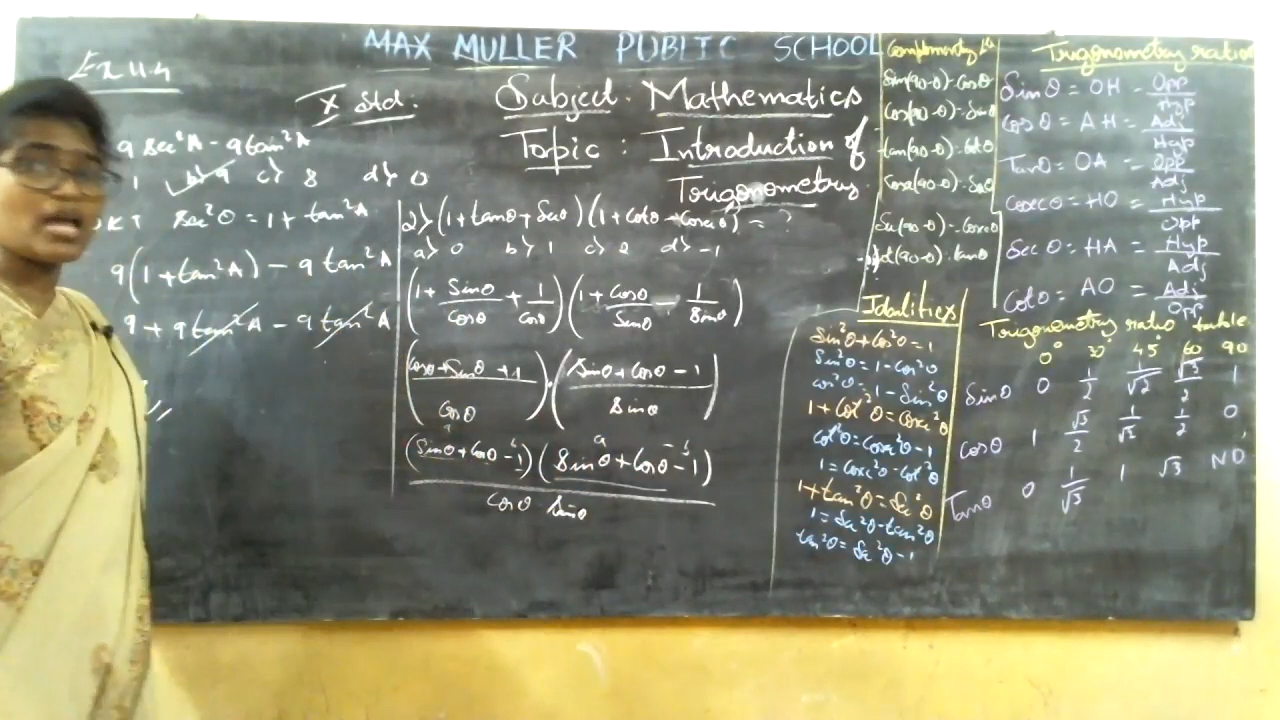 MAX MULLER PUBLIC SCHOOL
Ex 11.4
X Std:
Subject: Mathematics
Topic: Introduction of
Trigonometry.
9 sec²A - 9 tan²A
1 b) 9 c) 8 d) 0
KT sec²θ = 1 + tan²A
9(1 + tan²A) - 9 tan²A
9 + 9 tan²A - 9 tan²A
2) (1 + tanθ + Secθ) (1 + cotθ - cosecθ) = ?
a) 0 b) 1 c) 2 d) -1
(1 + Sinθ/Cosθ + 1/Cosθ) (1 + Cosθ/Sinθ - 1/Sinθ)
(Cosθ + Sinθ + 1/Cosθ) . (Sinθ + Cosθ - 1/Sinθ)
(Sinθ + Cosθ - 1) (Sinθ + Cosθ - 1)/Cosθ Sinθ
Sin(90-θ) - Cosθ
Cos(90-θ) - Sinθ
tan(90-θ) - Cotθ
Cosec(90-θ) - Secθ
Sec(90-θ) - Cosecθ
Cot(90-θ) - tanθ
Idalities
Sin²θ + Cos²θ = 1
Sin²θ = 1 - Cos²θ
Cos²θ = 1 - Sin²θ
1 + Cot²θ = Cosec²θ
Cot²θ = Cosec²θ - 1
1 = Cosec²θ - Cot²θ
1 + tan²θ = Sec²θ
1 = Sec²θ - tan²θ
tan²θ = Sec²θ - 1
Trigonometry ratio
Sinθ = OH - Opp/Hyp
Cosθ = AH = Adj/Hyp
Tanθ = OA = Opp/Adj
Cosecθ = HO = Hyp/Opp
Secθ = HA = Hyp/Adj
Cotθ = AO = Adj/Opp
Trigonometry ratio table
0° 30° 45° 60 90
Sinθ 0 1/2 1/√2 √3/2 1
Cosθ 1 √3/2 1/√2 1/2 0
Tanθ 0 1/√3 1 √3 ND